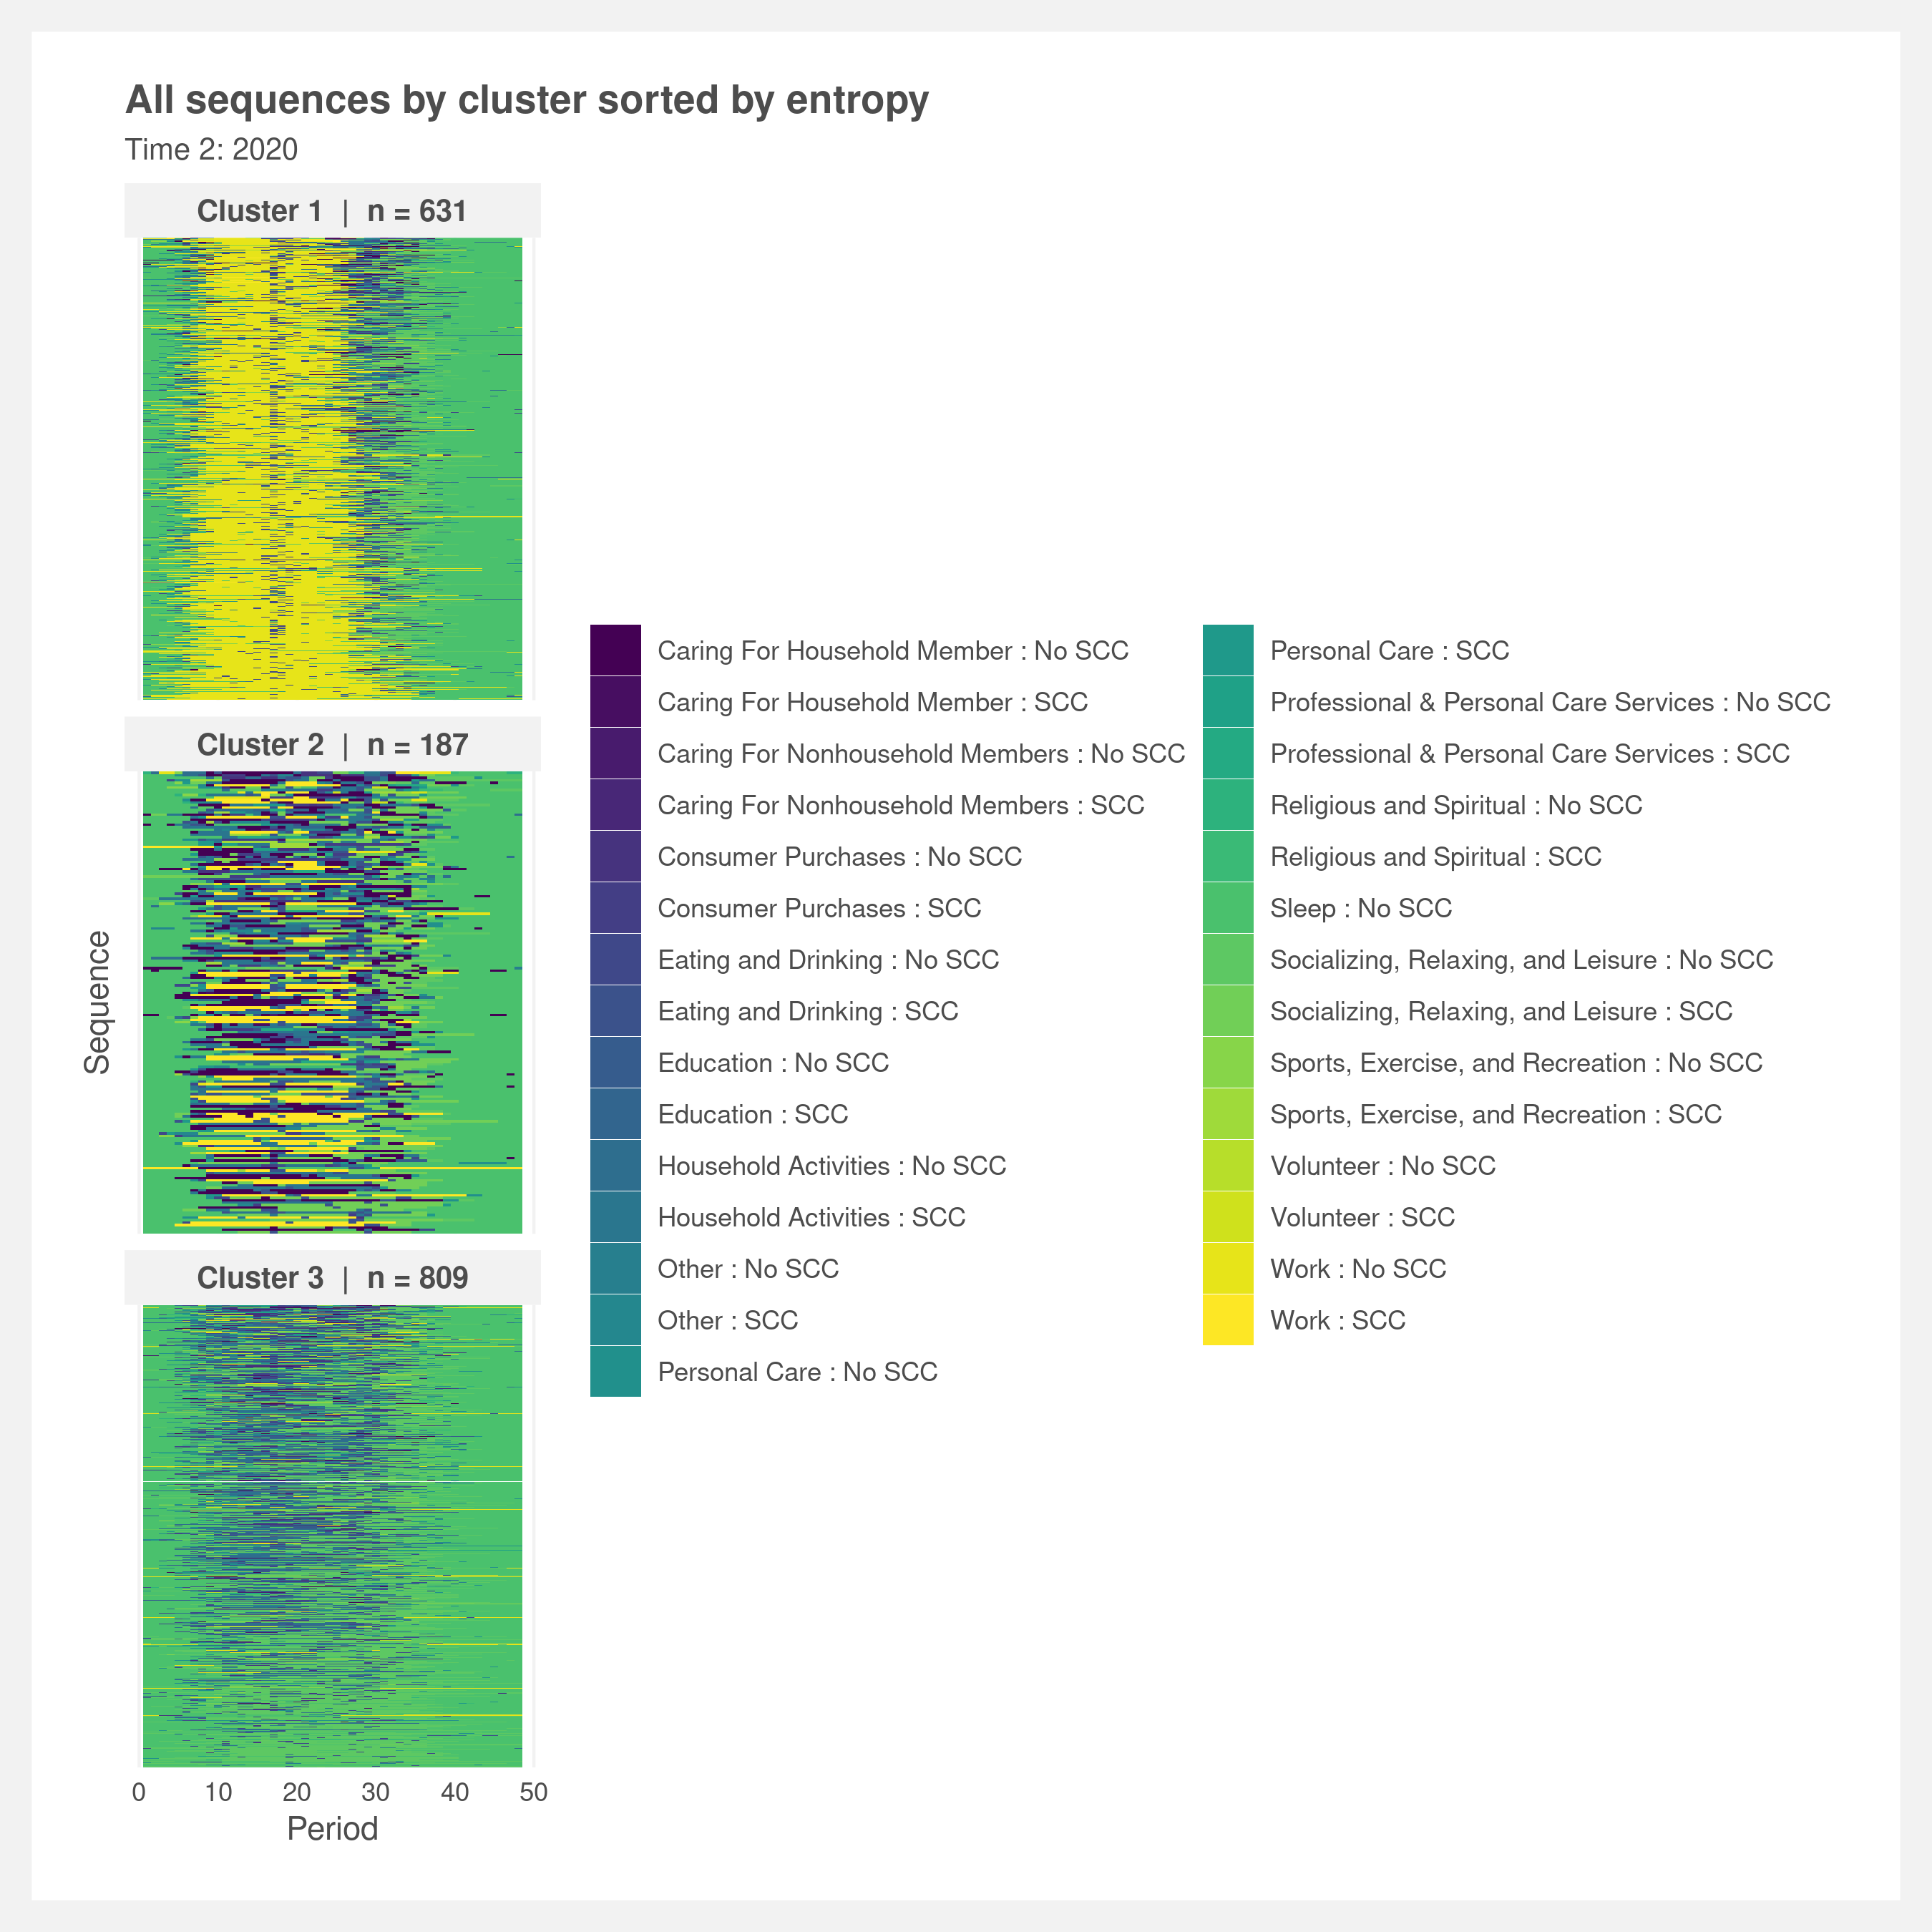 All sequences by cluster sorted by entropy
Time 2: 2020
Cluster 1 | n = 631
Cluster 2 | n = 187
Cluster 3 | n = 809
Sequence
0 10 20 30 40 50
Period
Caring For Household Member : No SCC
Caring For Household Member : SCC
Caring For Nonhousehold Members : No SCC
Caring For Nonhousehold Members : SCC
Consumer Purchases : No SCC
Consumer Purchases : SCC
Eating and Drinking : No SCC
Eating and Drinking : SCC
Education : No SCC
Education : SCC
Household Activities : No SCC
Household Activities : SCC
Other : No SCC
Other : SCC
Personal Care : No SCC
Personal Care : SCC
Professional & Personal Care Services : No SCC
Professional & Personal Care Services : SCC
Religious and Spiritual : No SCC
Religious and Spiritual : SCC
Sleep : No SCC
Socializing, Relaxing, and Leisure : No SCC
Socializing, Relaxing, and Leisure : SCC
Sports, Exercise, and Recreation : No SCC
Sports, Exercise, and Recreation : SCC
Volunteer : No SCC
Volunteer : SCC
Work : No SCC
Work : SCC